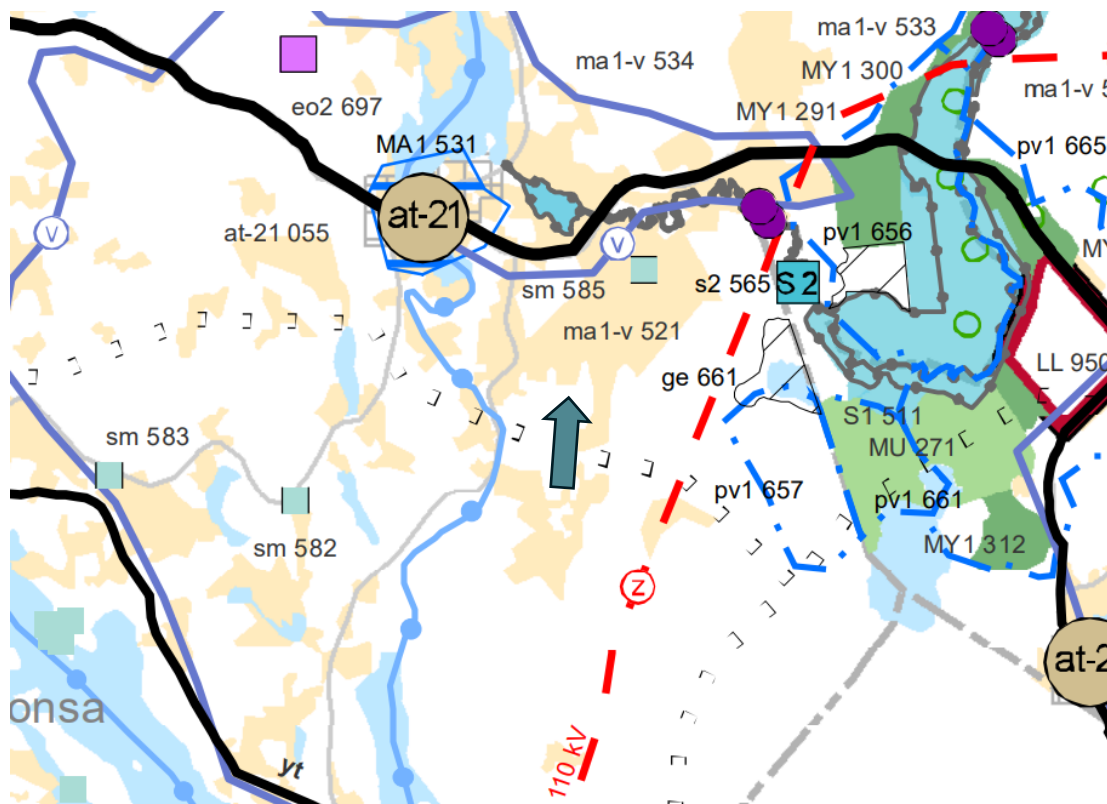 ma1-v 533
ma1-v 534
MY1 300
ma1-v 5
eo2 697
MY1 291
MA1 531
pv1 665
at-21
v
at-21 055
pv1 656
MY
v
sm 585
s2 565
S 2
ma1-v 521
LL 950
ge 661
S1 511
sm 583
MU 271
pv1 657
pv1 661
sm 582
MY1 312
z
at-2
onsa
yt
110 kV